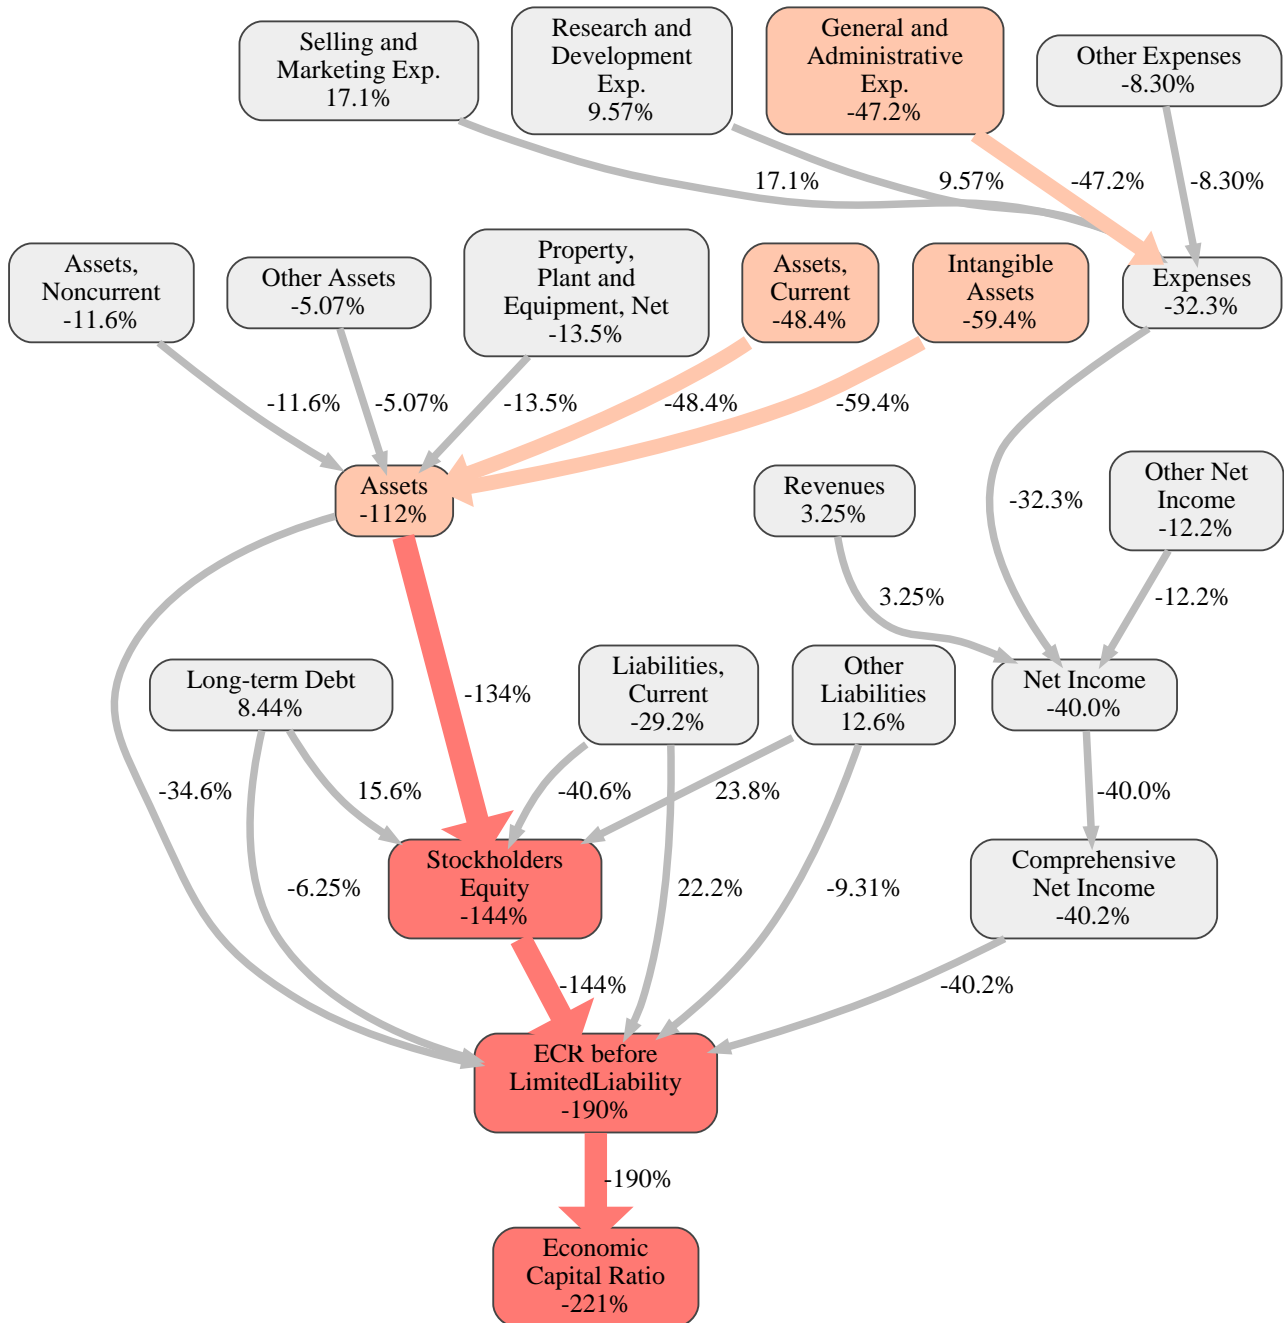 Selling and
Marketing Exp.
17.1%
Research and
Development
Exp.
9.57%
General and
Administrative
Exp.
-47.2%
Other Expenses
-8.30%
17.1%
9.57%
-47.2%
-8.30%
Assets,
Noncurrent
-11.6%
Other Assets
-5.07%
Property,
Plant and
Equipment, Net
-13.5%
Assets,
Current
-48.4%
Intangible
Assets
-59.4%
Expenses
-32.3%
-11.6%
-5.07%
-13.5%
-48.4%
-59.4%
Assets
-112%
Revenues
3.25%
-32.3%
Other Net
Income
-12.2%
3.25%
-12.2%
Long-term Debt
8.44%
-134%
Liabilities,
Current
-29.2%
Other
Liabilities
12.6%
Net Income
-40.0%
-34.6%
15.6%
-40.6%
23.8%
-40.0%
-6.25%
Stockholders
Equity
-144%
22.2%
-9.31%
Comprehensive
Net Income
-40.2%
-144%
-40.2%
ECR before
LimitedLiability
-190%
-190%
Economic
Capital Ratio
-221%